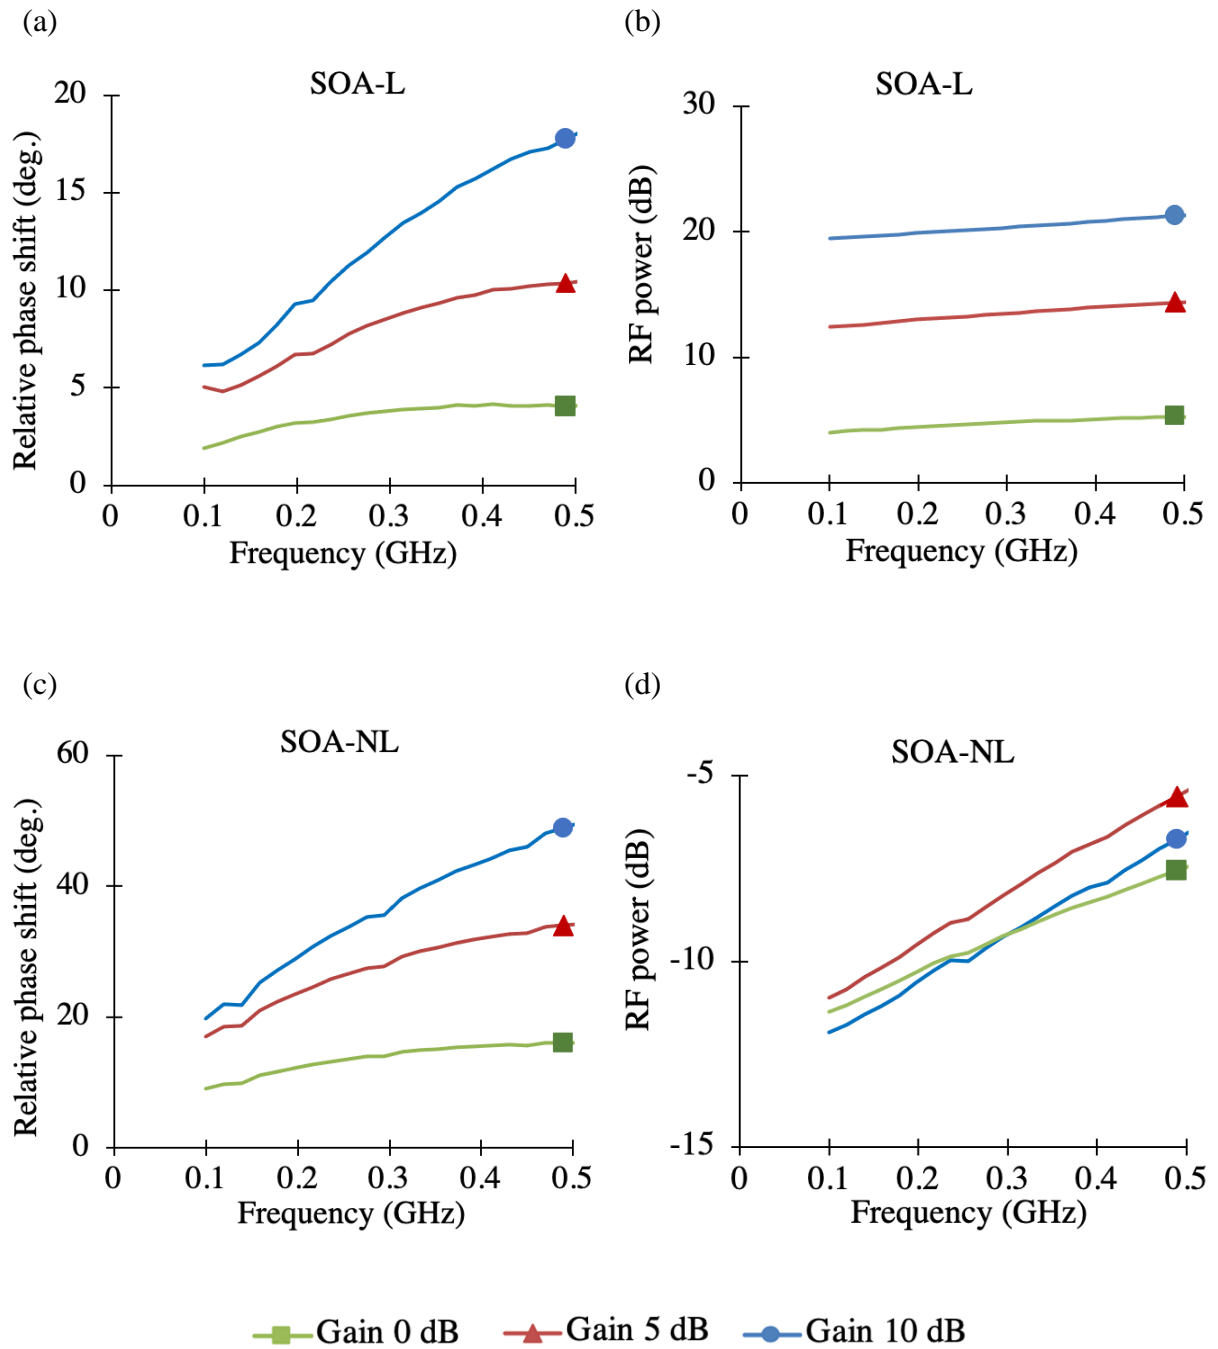 (a)
SOA-L
Relative phase shift (deg.)
20
15
10
5
0
0 0.1 0.2 0.3 0.4 0.5
Frequency (GHz)
(b)
SOA-L
RF power (dB)
30
20
10
0
0 0.1 0.2 0.3 0.4 0.5
Frequency (GHz)
(c)
SOA-NL
Relative phase shift (deg.)
60
40
20
0
0 0.1 0.2 0.3 0.4 0.5
Frequency (GHz)
(d)
SOA-NL
RF power (dB)
-5
-10
-15
0 0.1 0.2 0.3 0.4 0.5
Frequency (GHz)
Gain 0 dB Gain 5 dB Gain 10 dB